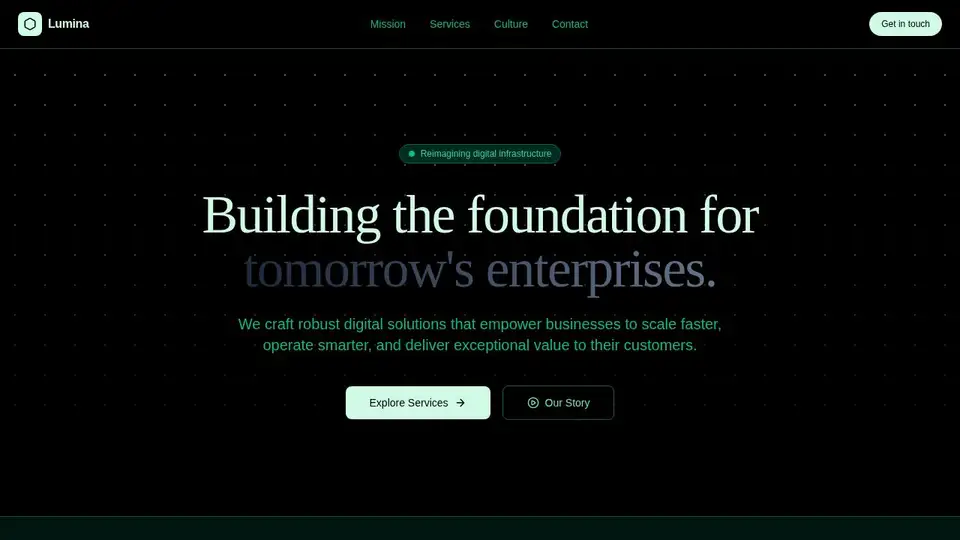 Lumina
Mission
Services
Culture
Contact
Get in touch
Reimagining digital infrastructure
Building the foundation for
tomorrow's enterprises.
We craft robust digital solutions that empower businesses to scale faster,
operate smarter, and deliver exceptional value to their customers.
Explore Services
Our Story